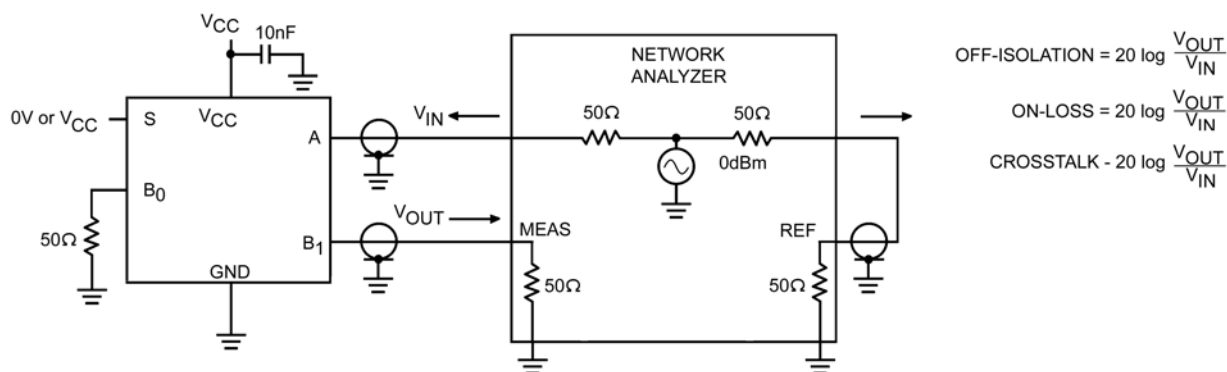 VCC
10nF
0V or VCC
S
VCC
A
B0
50Ω
B1
GND
VIN
VOUT
NETWORK
ANALYZER
50Ω
50Ω
0dBm
MEAS
REF
50Ω
50Ω
OFF-ISOLATION = 20 log VOUT
VIN
ON-LOSS = 20 log VOUT
VIN
CROSSTALK - 20 log VOUT
VIN